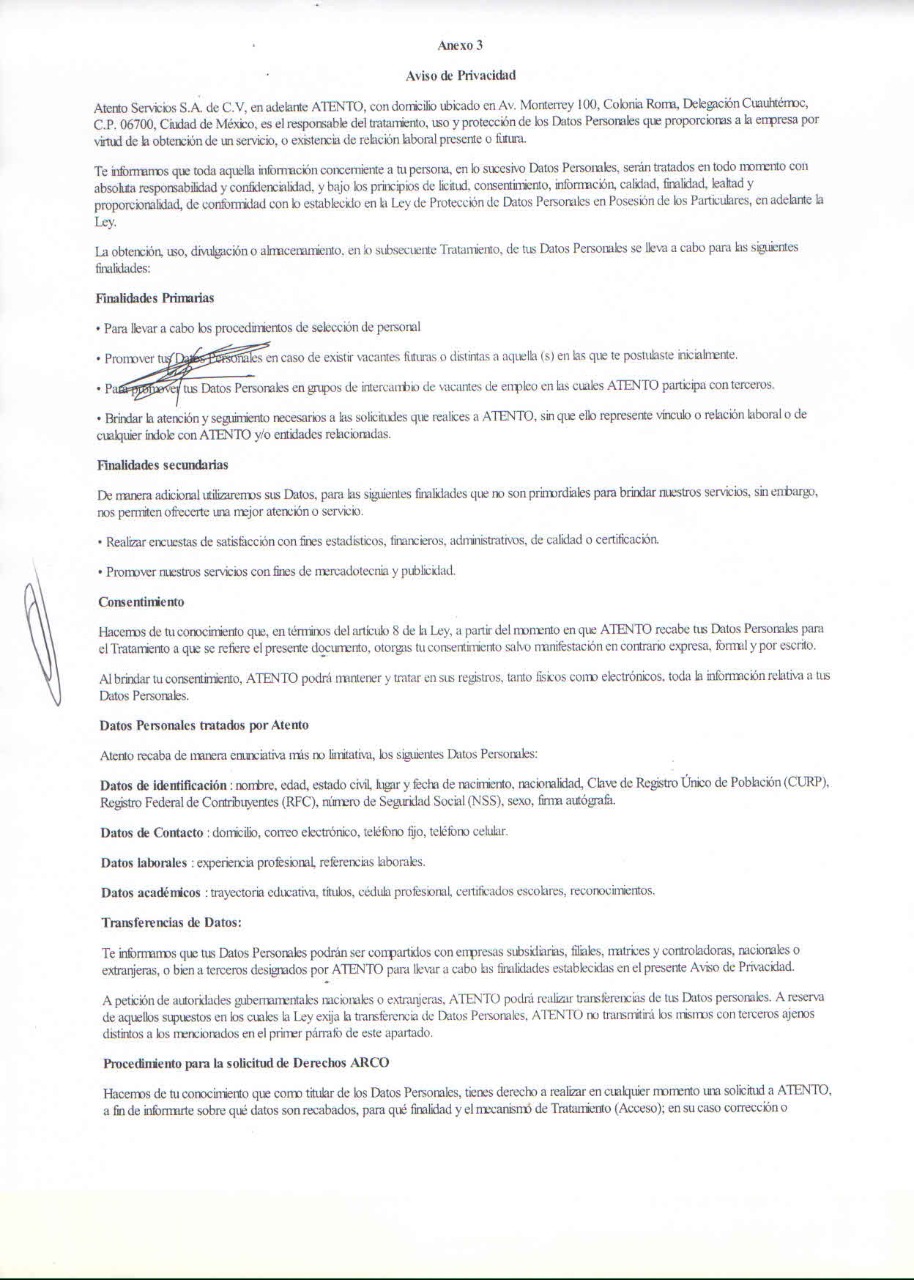 Anexo 3
Aviso de Privacidad
Atento Servicios S.A. de C.V, en adelante ATENTO, con domicilio ubicado en Av. Monterrey 100, Colonia Roma, Delegación Cuauhtémoc,
C.P. 06700, Ciudad de México, es el responsable del tratamiento, uso y protección de los Datos Personales que proporcionas a la empresa por
virtud de la obtención de un servicio, o existencia de relación laboral presente o futura.
Te informamos que toda aquella información concerniente a tu persona, en lo sucesivo Datos Personales, serán tratados en todo momento con
absoluta responsabilidad y confidencialidad, y bajo los principios de licitud, consentimiento, información, calidad, finalidad, lealtad y
proporcionalidad, de conformidad con lo establecido en la Ley de Protección de Datos Personales en Posesión de los Particulares, en adelante la
Ley.
La obtención, uso, divulgación o almacenamiento, en lo subsecuente Tratamiento, de tus Datos Personales se lleva a cabo para las siguientes
finalidades:
Finalidades Primarias
• Para llevar a cabo los procedimientos de selección de personal
• Promover tus Datos Personales en caso de existir vacantes futuras o distintas a aquella (s) en las que te postulaste inicialmente.
• Para promover tus Datos Personales en grupos de intercambio de vacantes de empleo en las cuales ATENTO participa con terceros.
• Brindar la atención y seguimiento necesarios a las solicitudes que realices a ATENTO, sin que ello represente vínculo o relación laboral o de
cualquier índole con ATENTO y/o entidades relacionadas.
Finalidades secundarias
De manera adicional utilizaremos sus Datos, para las siguientes finalidades que no son primordiales para brindar nuestros servicios, sin embargo,
nos permiten ofrecerte una mejor atención o servicio.
• Realizar encuestas de satisfacción con fines estadísticos, financieros, administrativos, de calidad o certificación.
• Promover nuestros servicios con fines de mercadotecnia y publicidad.
Consentimiento
Hacemos de tu conocimiento que, en términos del artículo 8 de la Ley, a partir del momento en que ATENTO recabe tus Datos Personales para
el Tratamiento a que se refiere el presente documento, otorgas tu consentimiento salvo manifestación en contrario expresa, formal y por escrito.
Al brindar tu consentimiento, ATENTO podrá mantener y tratar en sus registros, tanto físicos como electrónicos, toda la información relativa a tus
Datos Personales.
Datos Personales tratados por Atento
Atento recaba de manera enunciativa más no limitativa, los siguientes Datos Personales:
Datos de identificación : nombre, edad, estado civil, lugar y fecha de nacimiento, nacionalidad, Clave de Registro Único de Población (CURP),
Registro Federal de Contribuyentes (RFC), número de Seguridad Social (NSS), sexo, firma autógrafa.
Datos de Contacto : domicilio, correo electrónico, teléfono fijo, teléfono celular.
Datos laborales : experiencia profesional, referencias laborales.
Datos académicos : trayectoria educativa, títulos, cédula profesional, certificados escolares, reconocimientos.
Transferencias de Datos:
Te informamos que tus Datos Personales podrán ser compartidos con empresas subsidiarias, filiales, matrices y controladoras, nacionales o
extranjeras, o bien a terceros designados por ATENTO para llevar a cabo las finalidades establecidas en el presente Aviso de Privacidad.
A petición de autoridades gubernamentales nacionales o extranjeras, ATENTO podrá realizar transferencias de tus Datos personales. A reserva
de aquellos supuestos en los cuales la Ley exija la transferencia de Datos Personales, ATENTO no transmitirá los mismos con terceros ajenos
distintos a los mencionados en el primer párrafo de este apartado.
Procedimiento para la solicitud de Derechos ARCO
Hacemos de tu conocimiento que como titular de los Datos Personales, tienes derecho a realizar en cualquier momento una solicitud a ATENTO,
a fin de informarte sobre qué datos son recabados, para qué finalidad y el mecanismo de Tratamiento (Acceso); en su caso corrección o